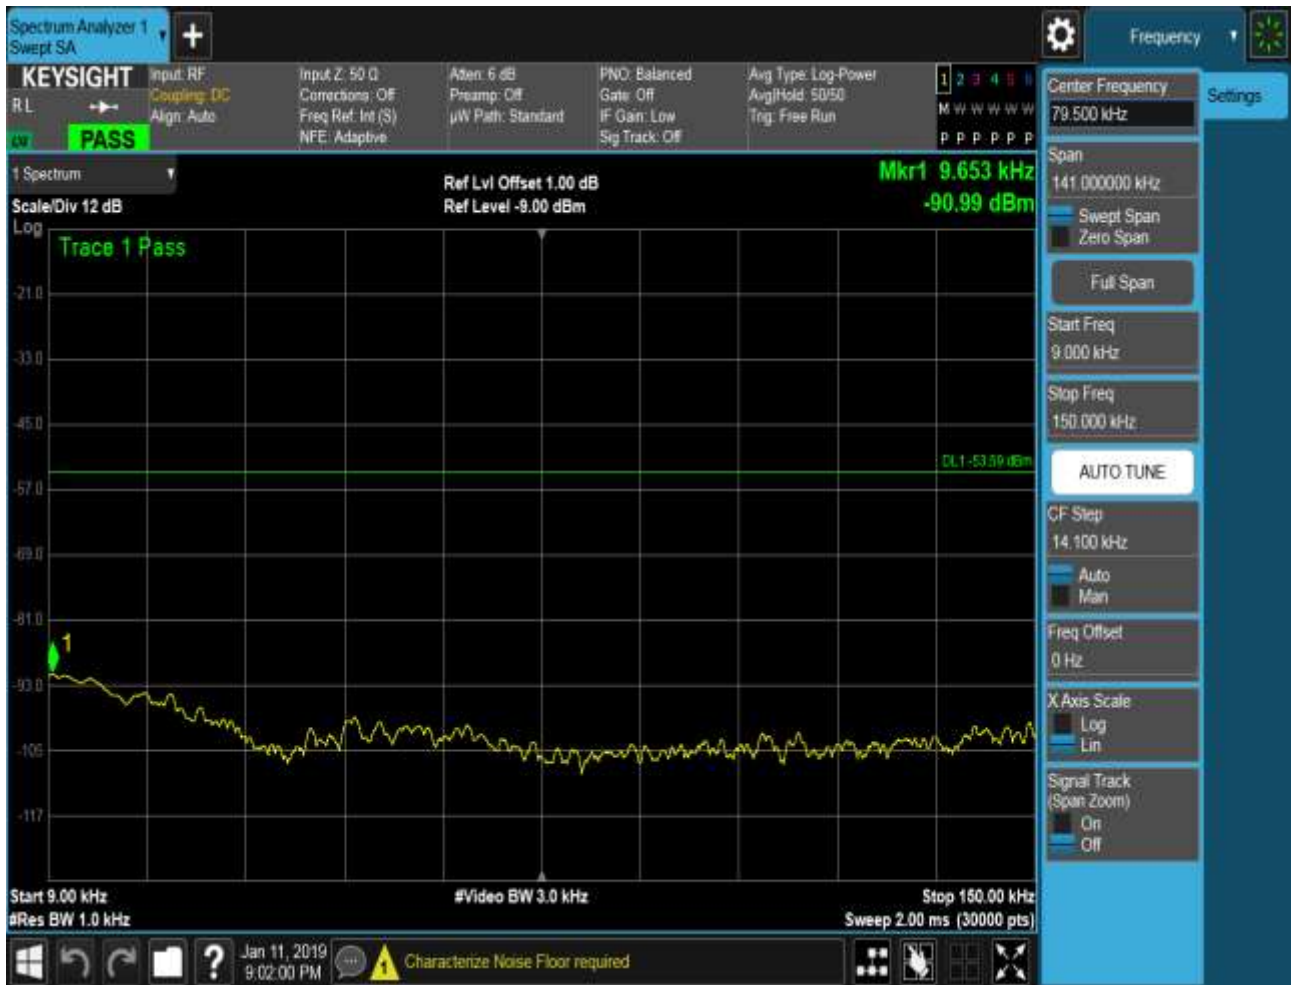 Spectrum Analyzer 1
Swept SA
+
Frequency
KEYSIGHT
R L
PASS
Input: RF
Coupling: DC
Align: Auto
Input Z: 50 Ω
Corrections: Off
Freq Ref: Int (S)
NFE: Adaptive
Atten: 6 dB
Preamp: Off
µW Path: Standard
PNO: Balanced
Gate: Off
IF Gain: Low
Sig Track: Off
Avg Type: Log-Power
Avg|Hold: 50/50
Trig: Free Run
1 2 3 4 5 6
M W W W W W
P P P P P P
1 Spectrum
Scale/Div 12 dB
Log
Ref Lvl Offset 1.00 dB
Ref Level -9.00 dBm
Mkr1 9.653 kHz
-90.99 dBm
Trace 1 Pass
-21.0
-33.0
-45.0
DL1 -53.59 dBm
-57.0
-69.0
-81.0
1
-93.0
-105
-117
Start 9.00 kHz
#Res BW 1.0 kHz
#Video BW 3.0 kHz
Stop 150.00 kHz
Sweep 2.00 ms (30000 pts)
Center Frequency
79.500 kHz
Settings
Span
141.000000 kHz
Swept Span
Zero Span
Full Span
Start Freq
9.000 kHz
Stop Freq
150.000 kHz
AUTO TUNE
CF Step
14.100 kHz
Auto
Man
Freq Offset
0 Hz
X Axis Scale
Log
Lin
Signal Track
(Span Zoom)
On
Off
?
Jan 11, 2019
9:02:00 PM
1
Characterize Noise Floor required